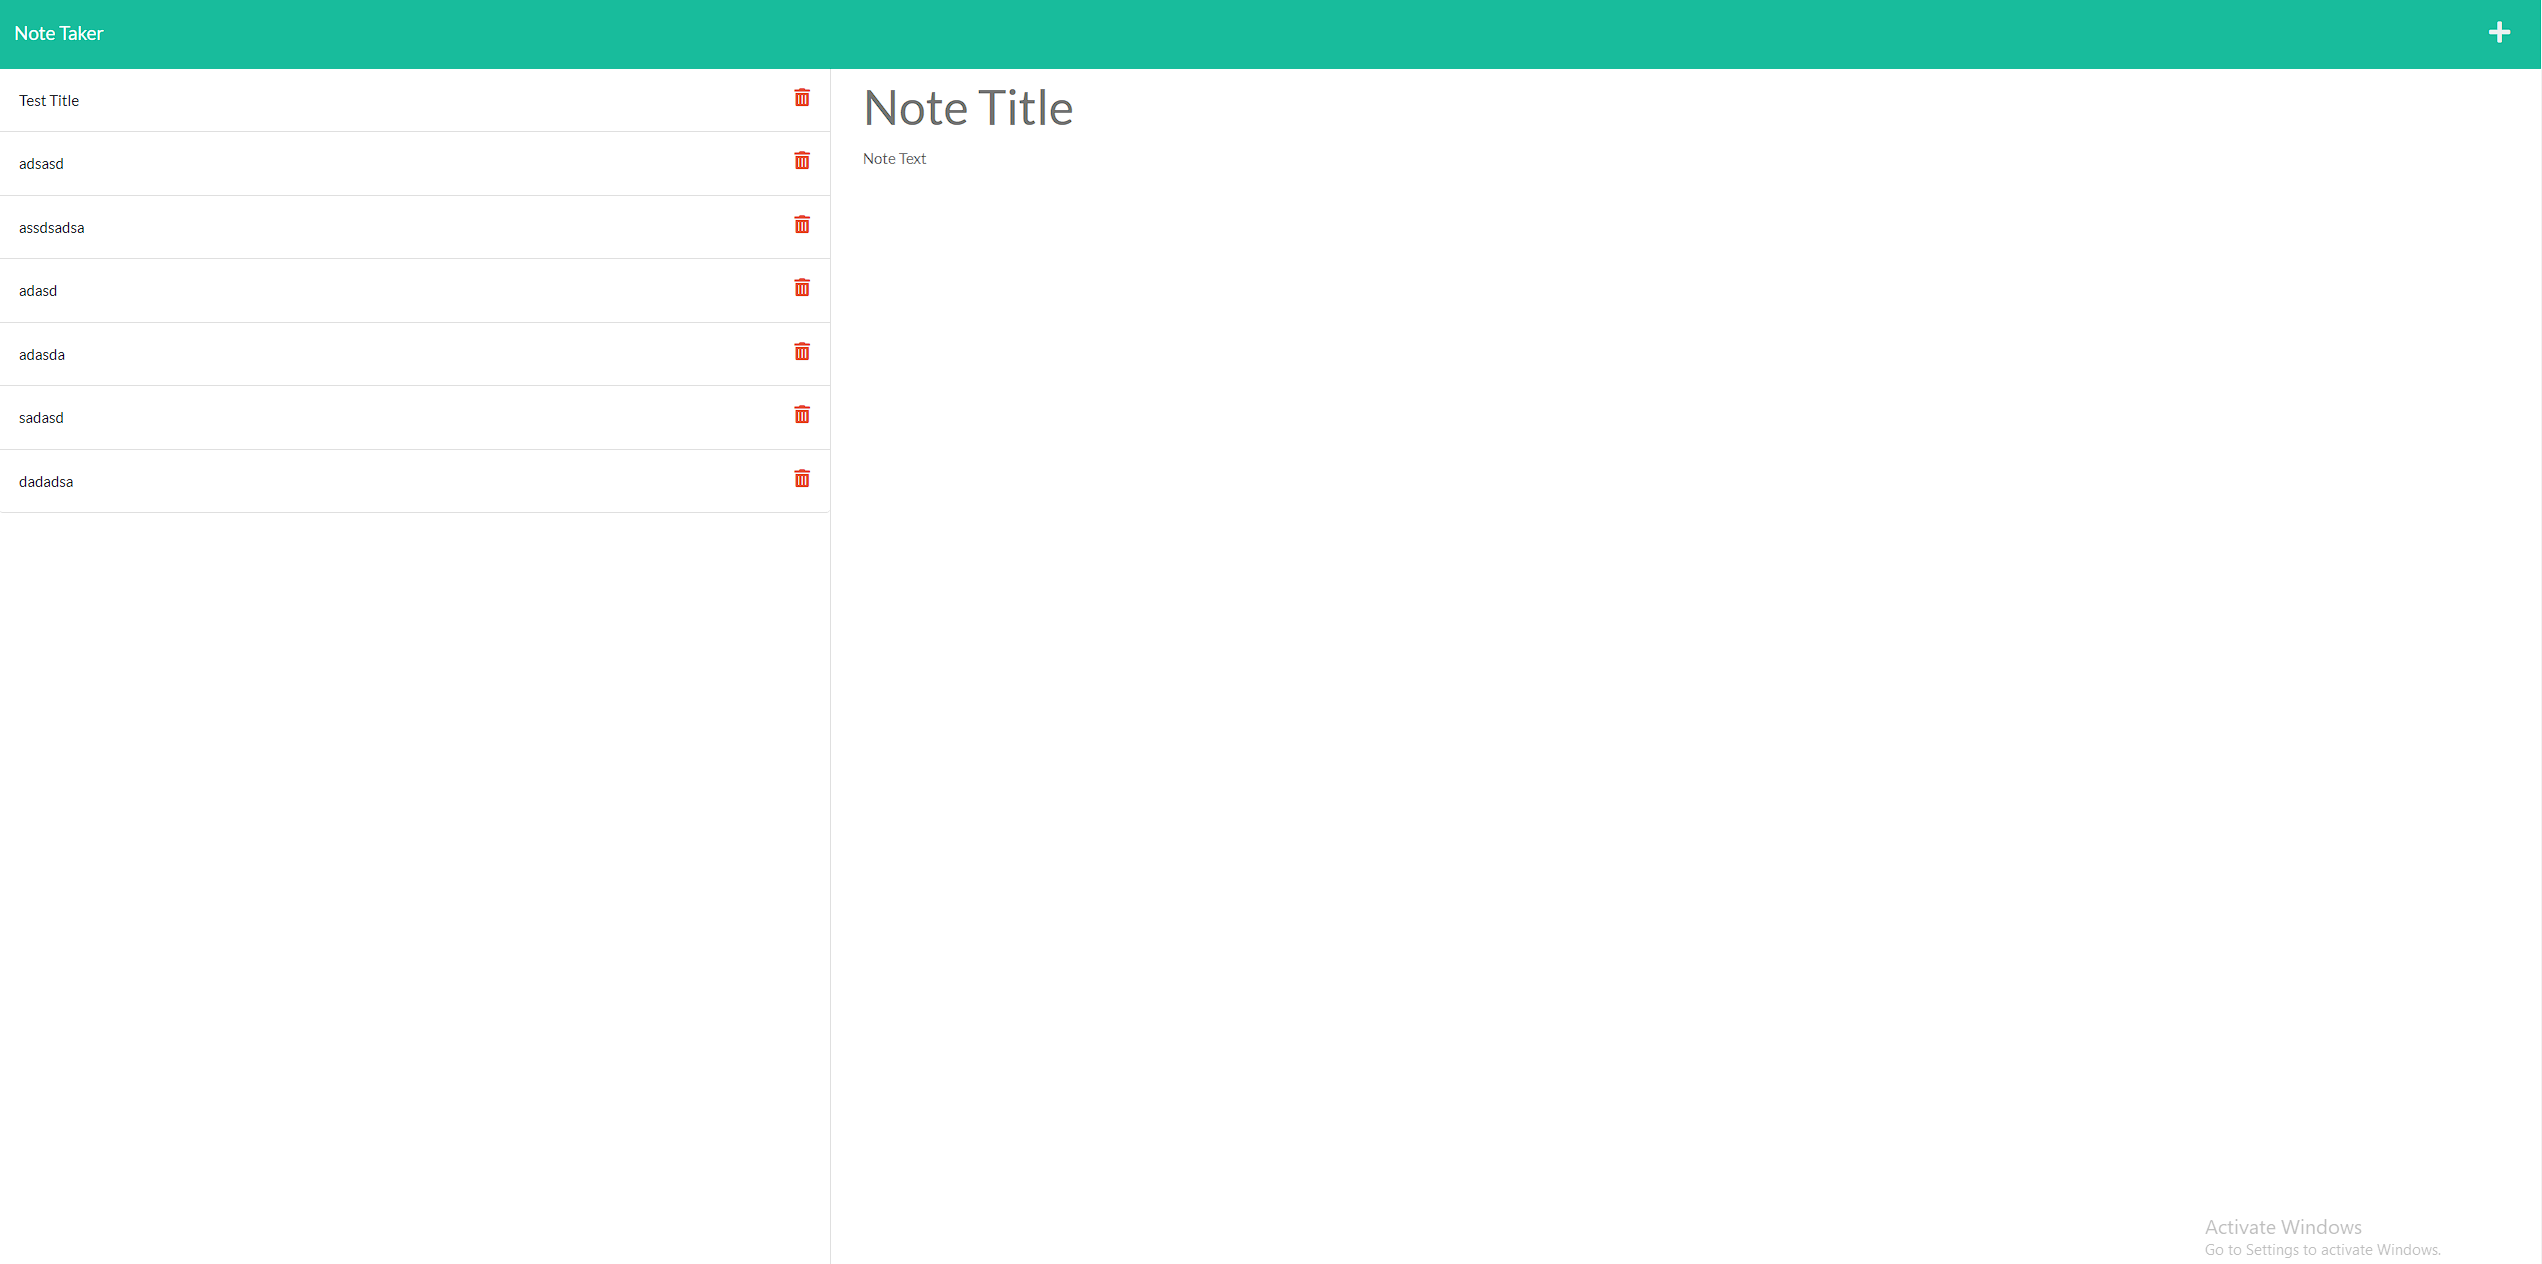 Note Taker
Test Title
adsasd
assdsadsa
adasd
adasda
sadasd
dadadsa
Note Title
Note Text
Activate Windows
Go to Settings to activate Windows.